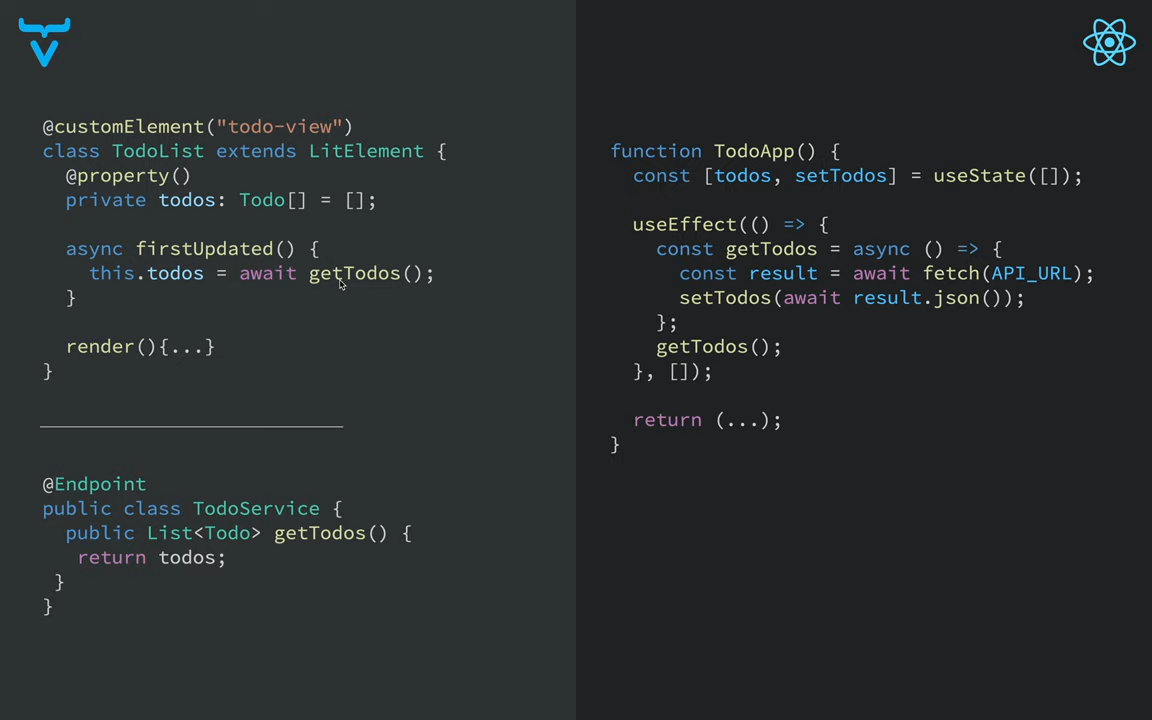 @customElement("todo-view")
class TodoList extends LitElement {
  @property()
  private todos: Todo[] = [];

  async firstUpdated() {
    this.todos = await getTodos();
  }

  render(){...}
}

@Endpoint
public class TodoService {
  public List<Todo> getTodos() {
   return todos;
 }
}

function TodoApp() {
  const [todos, setTodos] = useState([]);

  useEffect(() => {
    const getTodos = async () => {
      const result = await fetch(API_URL);
      setTodos(await result.json());
    };
    getTodos();
  }, []);

  return (...);
}